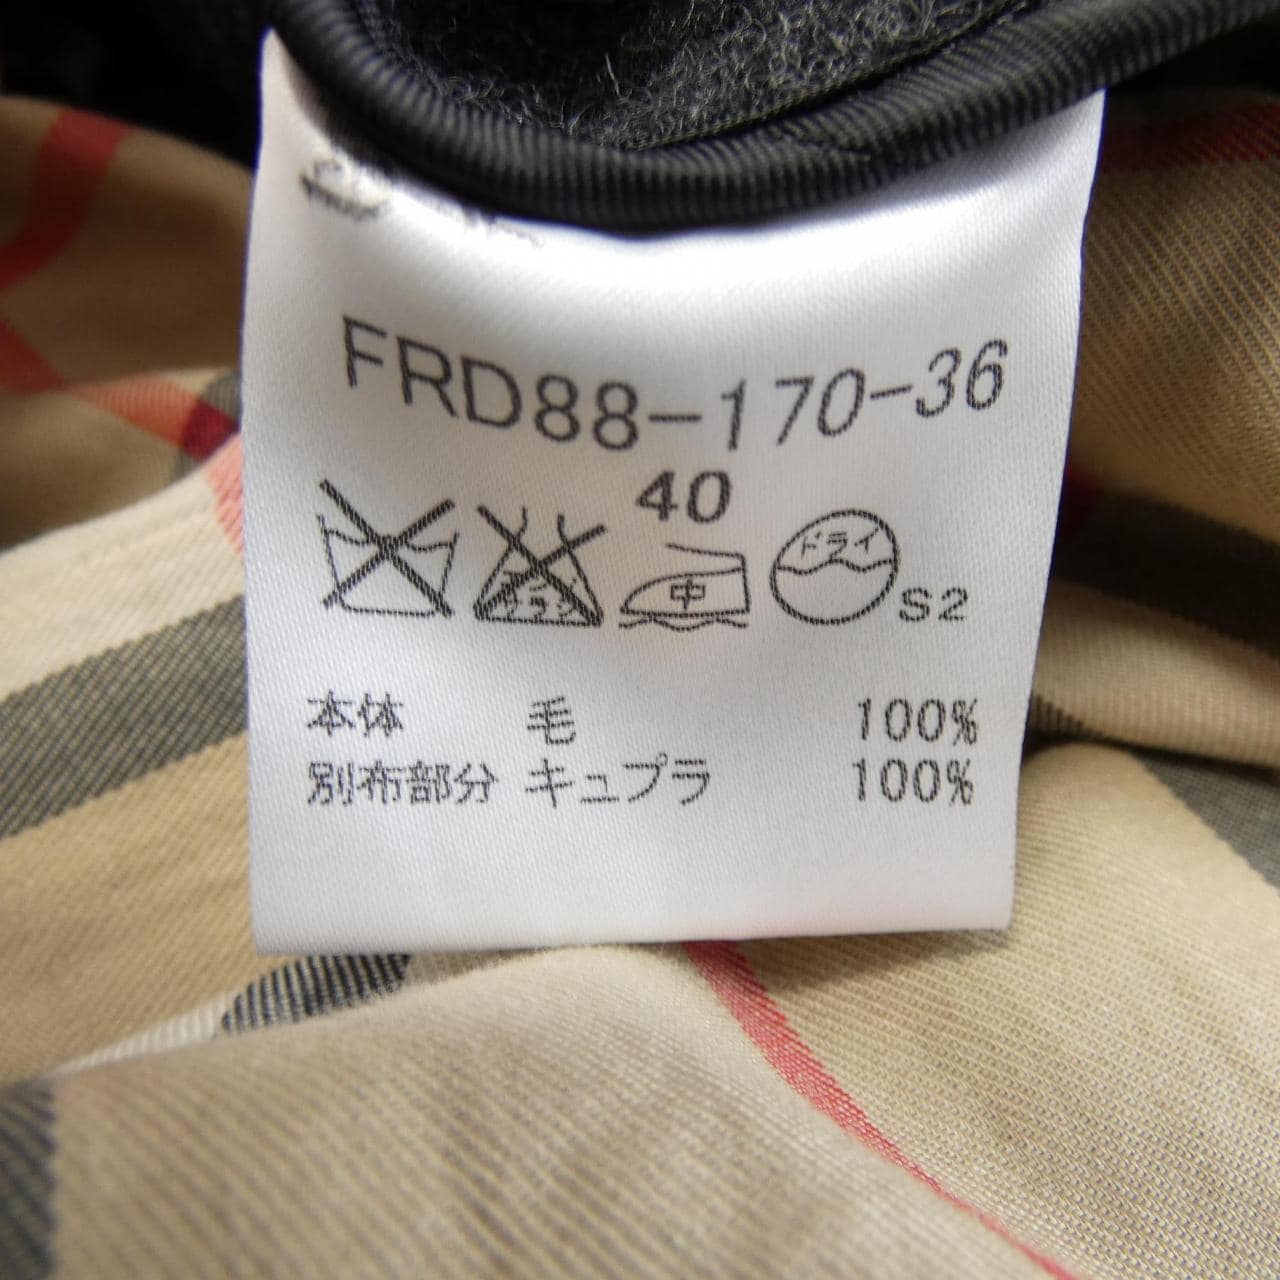 FRD88-170-36
40
中
ドライ
S2
本体 毛 100%
別布部分 キュプラ 100%